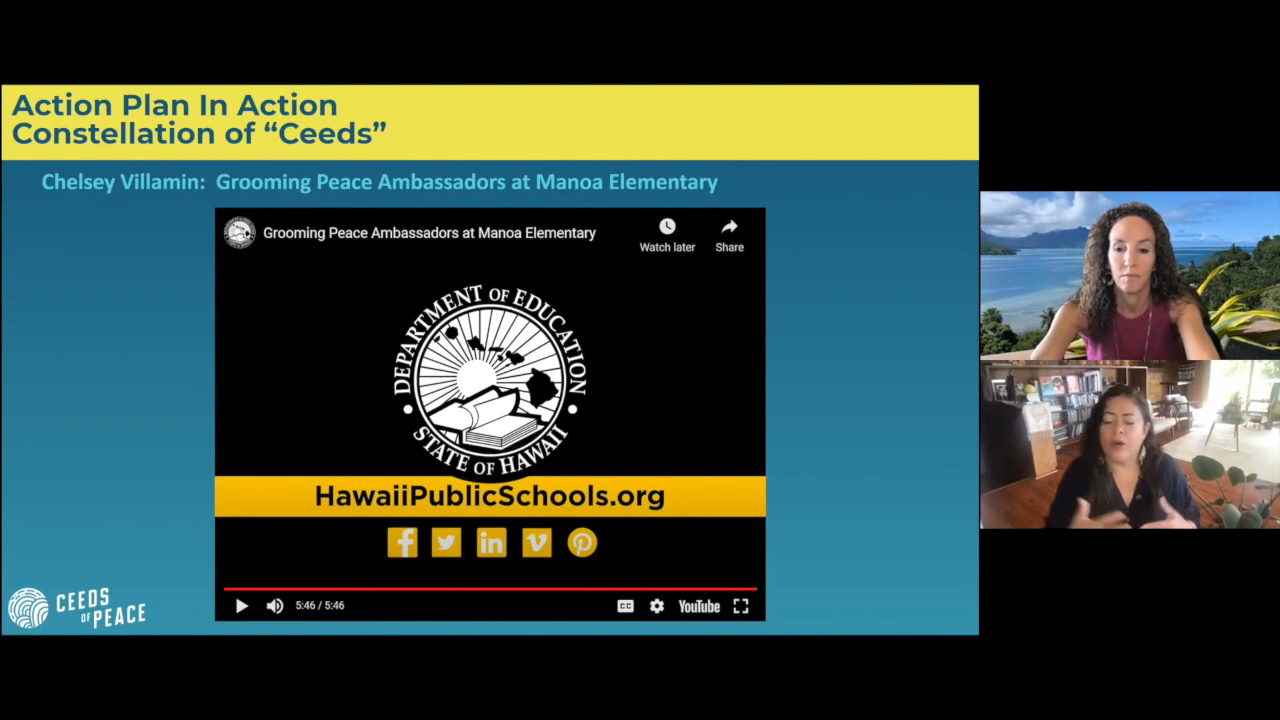 Action Plan In Action
Constellation of “Ceeds”
Chelsey Villamin: Grooming Peace Ambassadors at Manoa Elementary
Grooming Peace Ambassadors at Manoa Elementary
Watch later
Share
DEPARTMENT OF EDUCATION
STATE OF HAWAII
HawaiiPublicSchools.org
5:46 / 5:46
CC
YouTube
CEEDS
OF PEACE